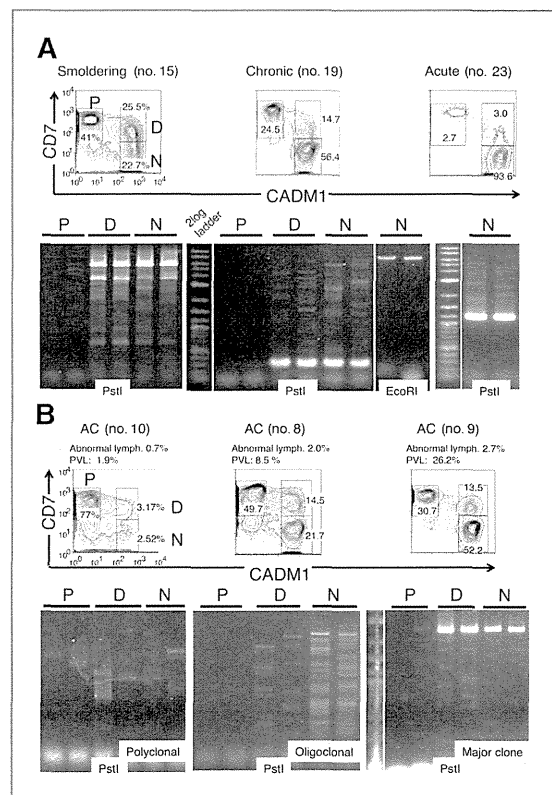 A
Smoldering (no. 15)
Chronic (no. 19)
Acute (no. 23)
P
25.5%
D
41%
N
22.7%
24.5
14.7
56.4
2.7
3.0
93.6
CD7
10⁴
10³
10²
10¹
10⁰
10⁰ 10¹ 10² 10³ 10⁴
CADM1
P D N 2log ladder P D N N N
PstI PstI EcoRI PstI
B
AC (no. 10)
AC (no. 8)
AC (no. 9)
Abnormal lymph. 0.7%
PVL: 1.9%
Abnormal lymph. 2.0%
PVL: 8.5 %
Abnormal lymph. 2.7%
PVL: 26.2%
P
77%
3.17% D
2.52% N
49.7
14.5
21.7
30.7
13.5
52.2
CD7
10⁴
10³
10²
10¹
10⁰
10⁰ 10¹ 10² 10³ 10⁴
CADM1
P D N P D N P D N
Polyclonal Oligoclonal Major clone
PstI PstI PstI